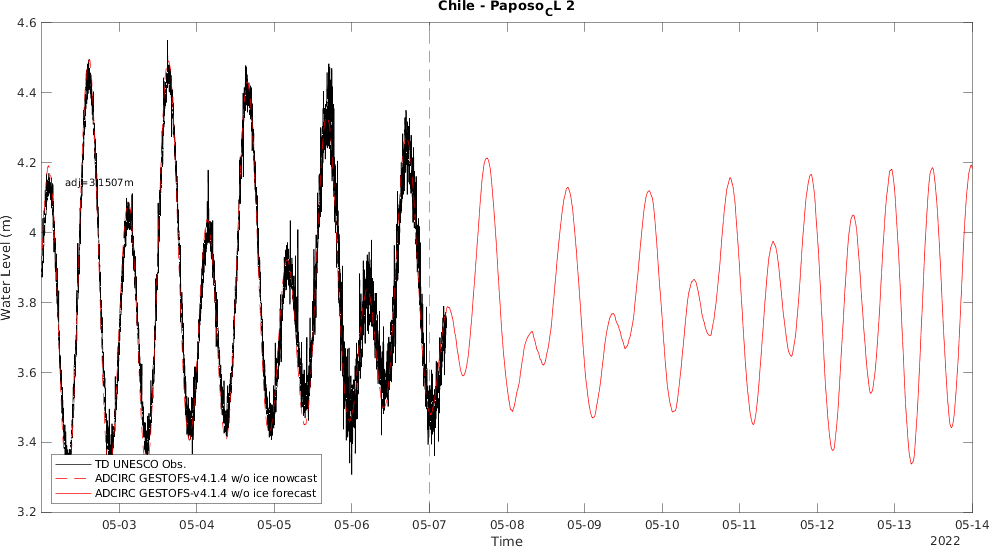 Chile - PaposoCL 2
Water Level (m)
4.6
4.4
4.2
4
3.8
3.6
3.4
3.2
adj=3.1507m
TD UNESCO Obs.
ADCIRC GESTOFS-v4.1.4 w/o ice nowcast
ADCIRC GESTOFS-v4.1.4 w/o ice forecast
05-03 05-04 05-05 05-06 05-07 05-08 05-09 05-10 05-11 05-12 05-13 05-14
Time
2022